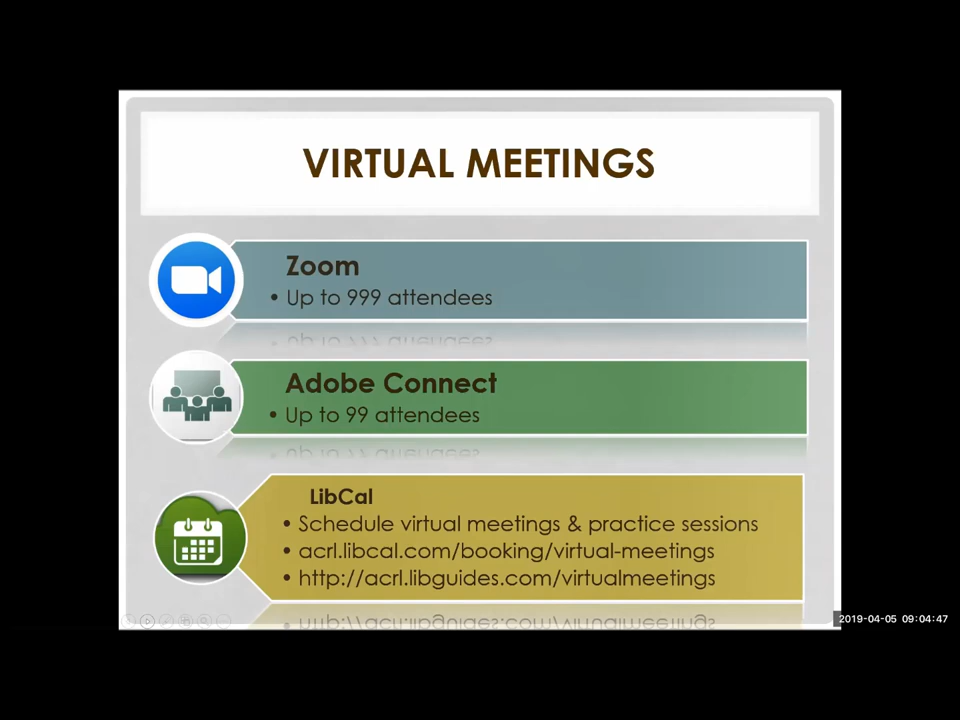 VIRTUAL MEETINGS
Zoom
• Up to 999 attendees
Adobe Connect
• Up to 99 attendees
LibCal
• Schedule virtual meetings & practice sessions
• acrl.libcal.com/booking/virtual-meetings
• http://acrl.libguides.com/virtualmeetings
2019-04-05 09:04:47